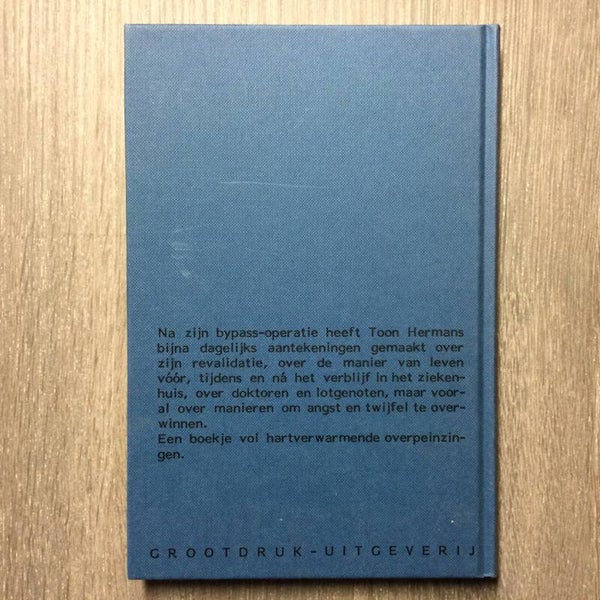 Na zijn bypass-operatie heeft Toon Hermans
bijna dagelijks aantekeningen gemaakt over
zijn revalidatie, over de manier van leven
vóór, tijdens en ná het verblijf in het zieken-
huis, over doktoren en lotgenoten, maar voor-
al over manieren om angst en twijfel te over-
winnen.
Een boekje vol hartverwarmende overpeinzin-
gen.
GROOTDRUK-UITGEVERIJ